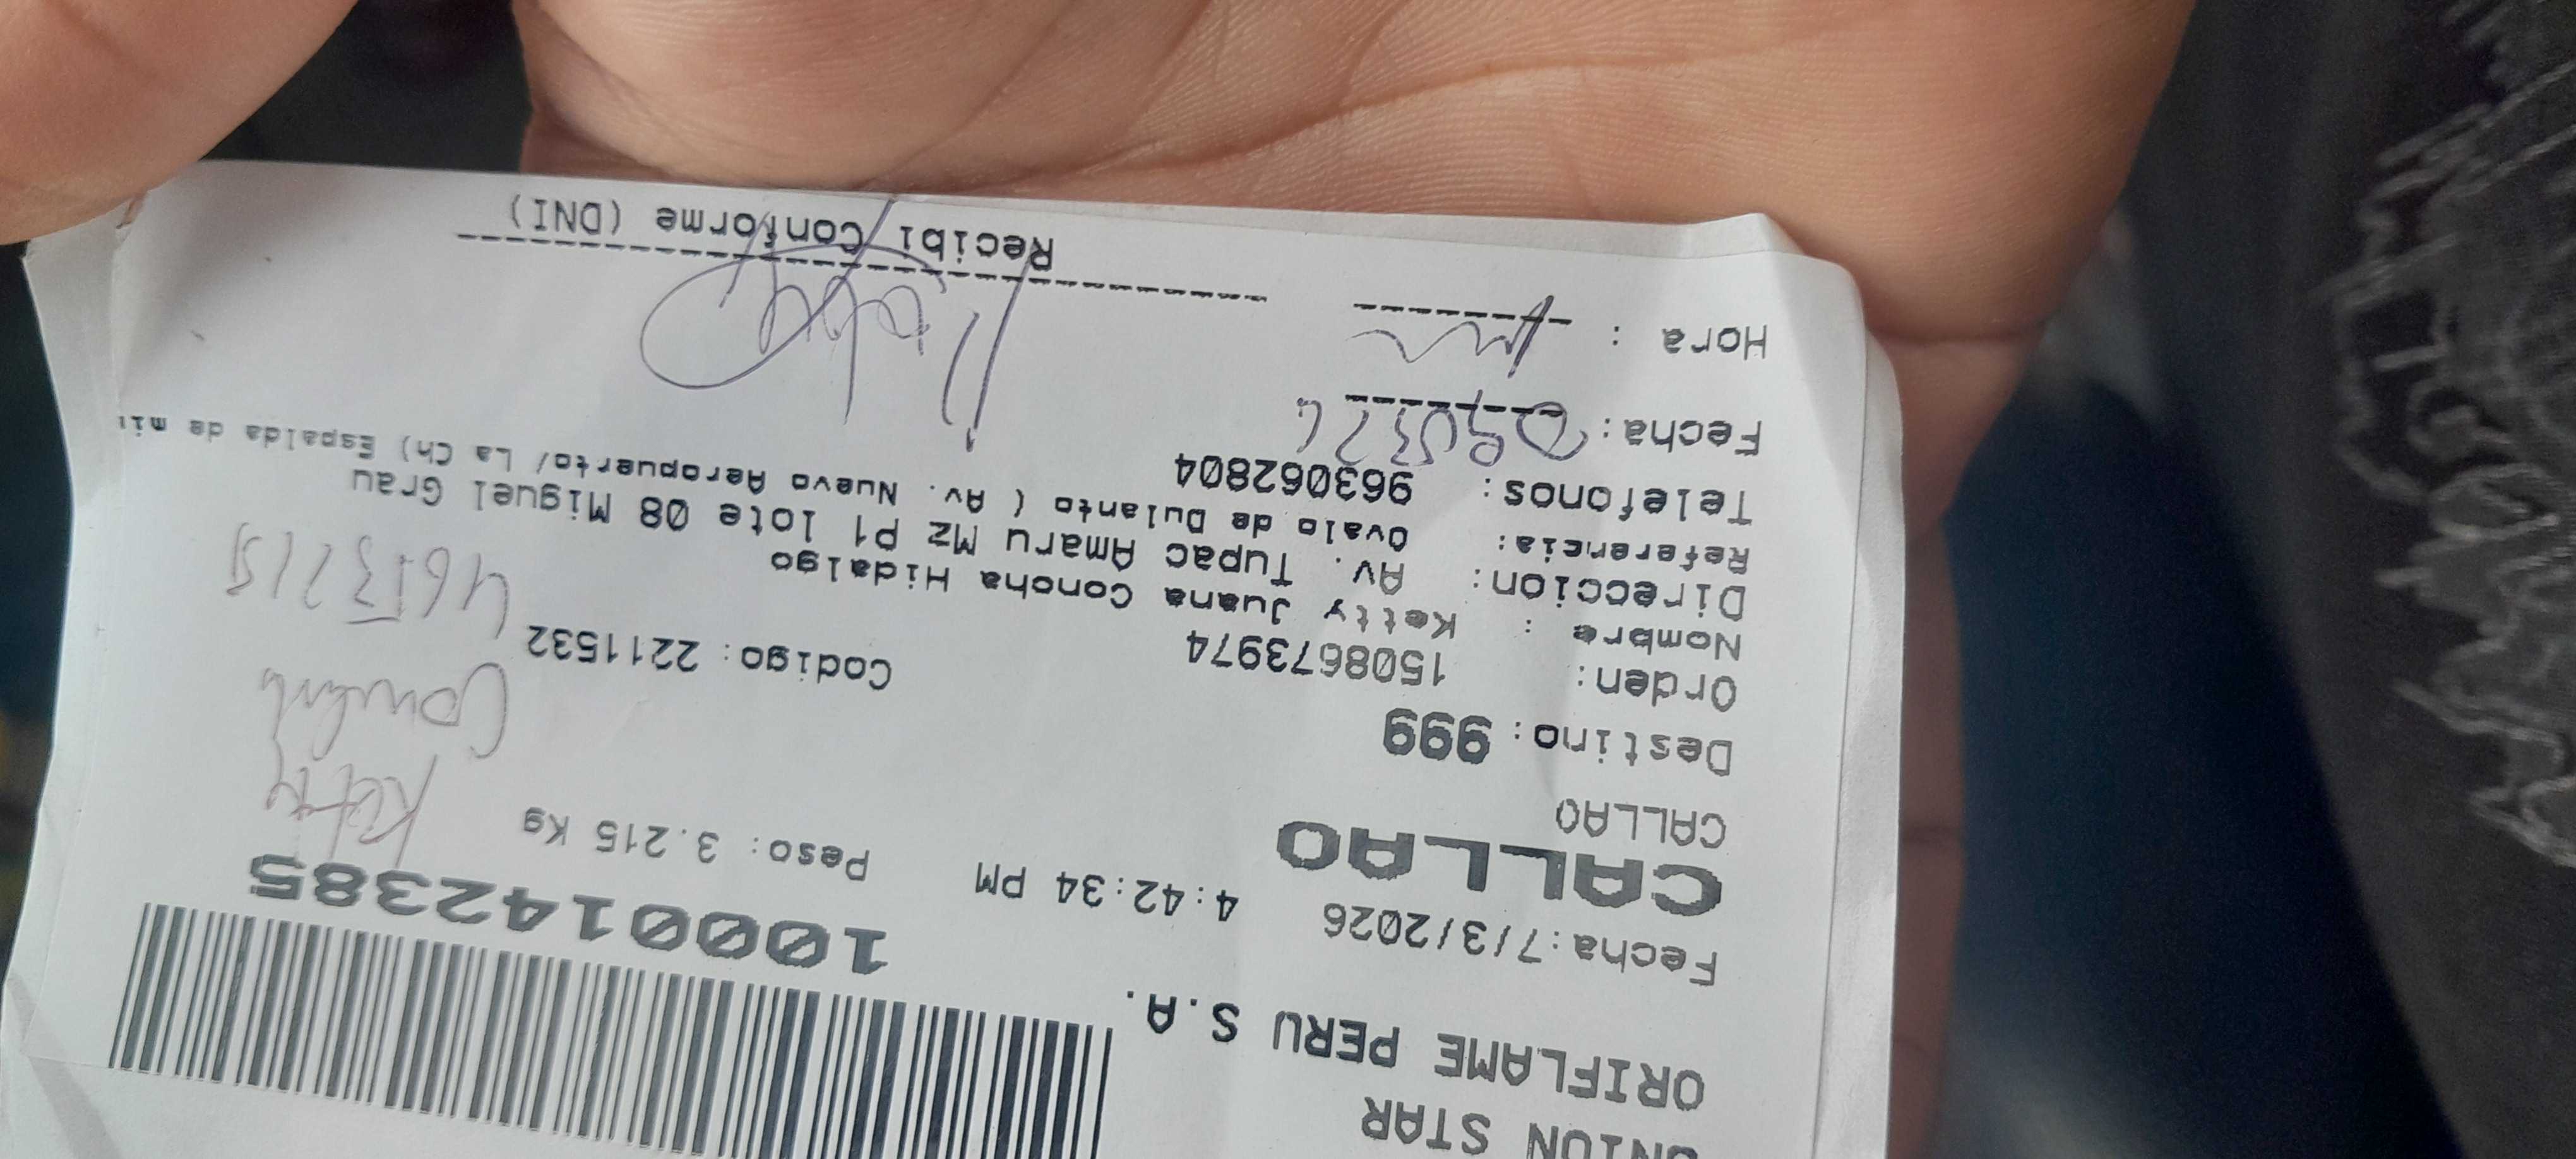 UNION STAR
ORIFLAME PERU S.A.
Fecha:7/3/2026 4:42:34 PM
1000142385
CALLAO Peso: 3.215 Kg
CALLAO
Ketty
Destino: 999
Concha
Orden: 1508673974 Codigo: 2211532
Nombre : Ketty Juana Concha Hidalgo
Direccion: Av. Tupac Amaru Mz P1 lote 08 Miguel Grau
Referencia: Ovalo de Dulanto ( Av. Nuevo Aeropuerto/ La Ch) Espalda de mi
Telefonos: 963062804
Fecha: 090326
Hora :
Recibi Conforme (DNI)